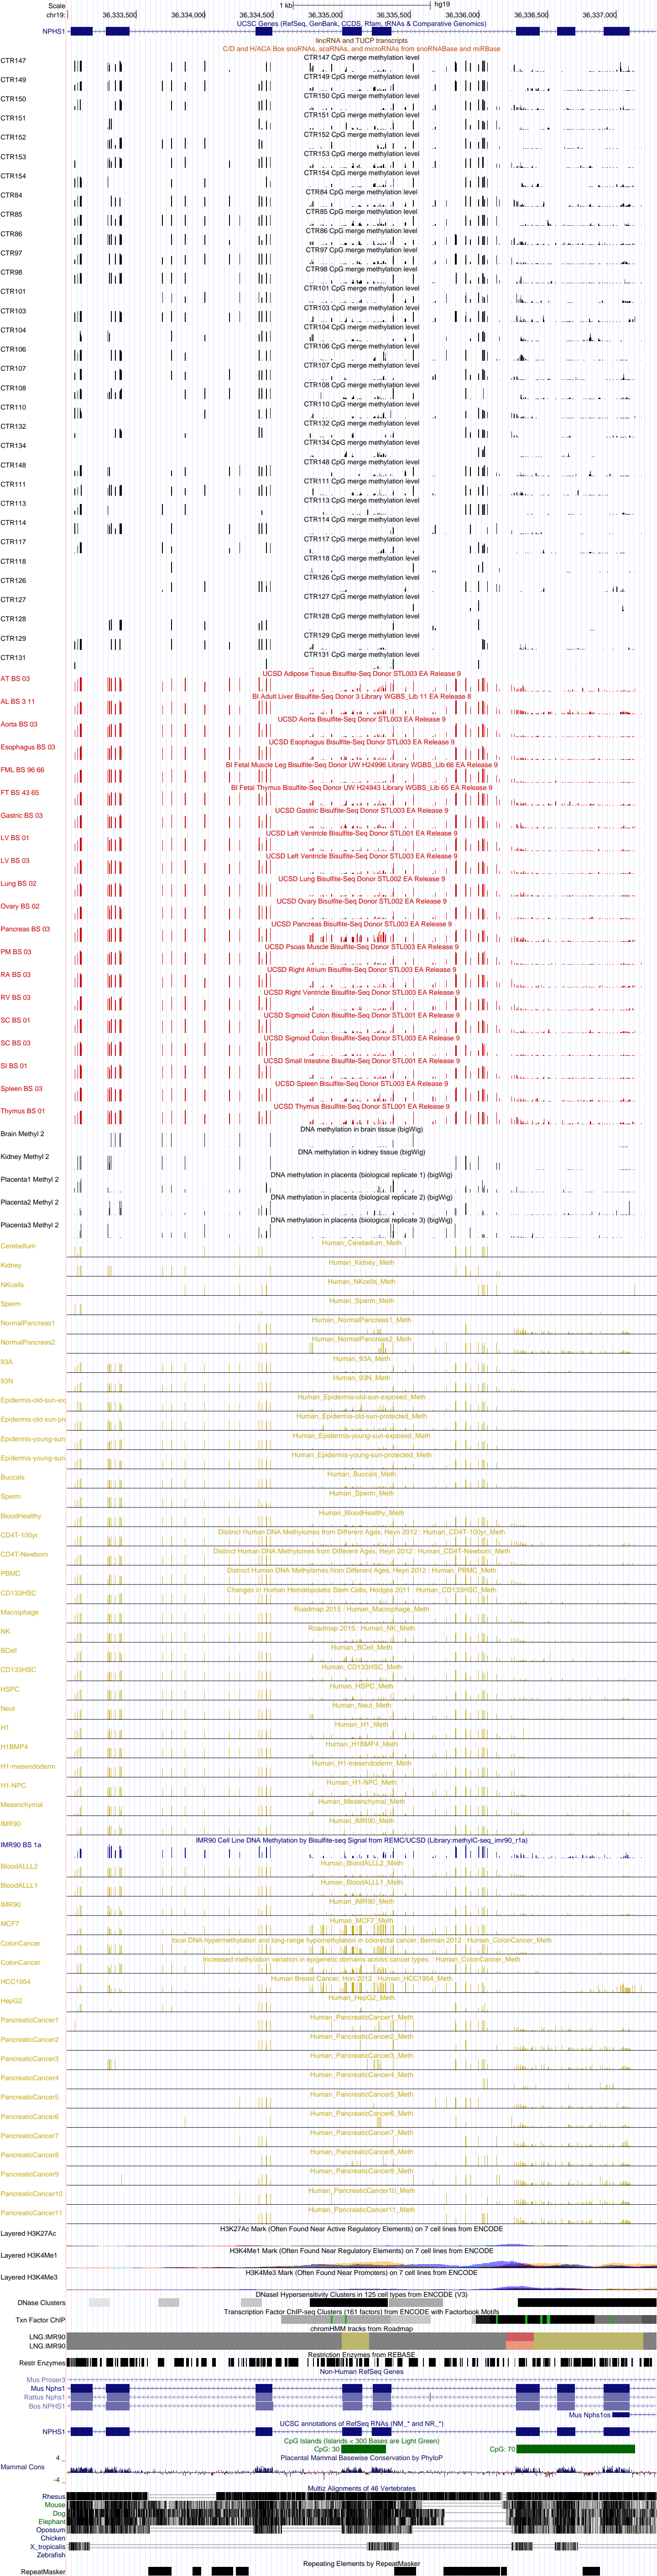 Scale 1 kb hg19
chr19: 36,333,500 36,334,000 36,334,500 36,335,000 36,335,500 36,336,000 36,336,500 36,337,000
UCSC Genes (RefSeq, GenBank, CCDS, Rfam, tRNAs & Comparative Genomics)
NPHS1
lincRNA and TUCP transcripts
C/D and H/ACA Box snoRNAs, scaRNAs, and microRNAs from snoRNABase and miRBase
CTR147 CpG merge methylation level
CTR147
CTR149 CpG merge methylation level
CTR149
CTR150 CpG merge methylation level
CTR150
CTR151 CpG merge methylation level
CTR151
CTR152 CpG merge methylation level
CTR152
CTR153 CpG merge methylation level
CTR153
CTR154 CpG merge methylation level
CTR154
CTR84 CpG merge methylation level
CTR84
CTR85 CpG merge methylation level
CTR85
CTR86 CpG merge methylation level
CTR86
CTR97 CpG merge methylation level
CTR97
CTR98 CpG merge methylation level
CTR98
CTR101 CpG merge methylation level
CTR101
CTR103 CpG merge methylation level
CTR103
CTR104 CpG merge methylation level
CTR104
CTR106 CpG merge methylation level
CTR106
CTR107 CpG merge methylation level
CTR107
CTR108 CpG merge methylation level
CTR108
CTR110 CpG merge methylation level
CTR110
CTR132 CpG merge methylation level
CTR132
CTR134 CpG merge methylation level
CTR134
CTR148 CpG merge methylation level
CTR148
CTR111 CpG merge methylation level
CTR111
CTR113 CpG merge methylation level
CTR113
CTR114 CpG merge methylation level
CTR114
CTR117 CpG merge methylation level
CTR117
CTR118 CpG merge methylation level
CTR118
CTR126 CpG merge methylation level
CTR126
CTR127 CpG merge methylation level
CTR127
CTR128 CpG merge methylation level
CTR128
CTR129 CpG merge methylation level
CTR129
CTR131 CpG merge methylation level
CTR131
UCSD Adipose Tissue Bisulfite-Seq Donor STL003 EA Release 9
AT BS 03
BI Adult Liver Bisulfite-Seq Donor 3 Library WGBS_Lib 11 EA Release 8
AL BS 3 11
UCSD Aorta Bisulfite-Seq Donor STL003 EA Release 9
Aorta BS 03
UCSD Esophagus Bisulfite-Seq Donor STL003 EA Release 9
Esophagus BS 03
BI Fetal Muscle Leg Bisulfite-Seq Donor UW H24996 Library WGBS_Lib 66 EA Release 9
FML BS 96 66
BI Fetal Thymus Bisulfite-Seq Donor UW H24943 Library WGBS_Lib 65 EA Release 9
FT BS 43 65
UCSD Gastric Bisulfite-Seq Donor STL003 EA Release 9
Gastric BS 03
UCSD Left Ventricle Bisulfite-Seq Donor STL001 EA Release 9
LV BS 01
UCSD Left Ventricle Bisulfite-Seq Donor STL003 EA Release 9
LV BS 03
UCSD Lung Bisulfite-Seq Donor STL002 EA Release 9
Lung BS 02
UCSD Ovary Bisulfite-Seq Donor STL002 EA Release 9
Ovary BS 02
UCSD Pancreas Bisulfite-Seq Donor STL003 EA Release 9
Pancreas BS 03
UCSD Psoas Muscle Bisulfite-Seq Donor STL003 EA Release 9
PM BS 03
UCSD Right Atrium Bisulfite-Seq Donor STL003 EA Release 9
RA BS 03
UCSD Right Ventricle Bisulfite-Seq Donor STL003 EA Release 9
RV BS 03
UCSD Sigmoid Colon Bisulfite-Seq Donor STL001 EA Release 9
SC BS 01
UCSD Sigmoid Colon Bisulfite-Seq Donor STL003 EA Release 9
SC BS 03
UCSD Small Intestine Bisulfite-Seq Donor STL001 EA Release 9
SI BS 01
UCSD Spleen Bisulfite-Seq Donor STL003 EA Release 9
Spleen BS 03
UCSD Thymus Bisulfite-Seq Donor STL001 EA Release 9
Thymus BS 01
DNA methylation in brain tissue (bigWig)
Brain Methyl 2
DNA methylation in kidney tissue (bigWig)
Kidney Methyl 2
DNA methylation in placenta (biological replicate 1) (bigWig)
Placenta1 Methyl 2
DNA methylation in placenta (biological replicate 2) (bigWig)
Placenta2 Methyl 2
DNA methylation in placenta (biological replicate 3) (bigWig)
Placenta3 Methyl 2
Human_Cerebellum_Meth
Cerebellum
Human_Kidney_Meth
Kidney
Human_NKcells_Meth
NKcells
Human_Sperm_Meth
Sperm
Human_NormalPancreas1_Meth
NormalPancreas1
Human_NormalPancreas2_Meth
NormalPancreas2
Human_93A_Meth
93A
Human_93N_Meth
93N
Human_Epidermis-old-sun-exposed_Meth
Epidermis-old-sun-ex
Human_Epidermis-old-sun-protected_Meth
Epidermis-old-sun-pri
Human_Epidermis-young-sun-exposed_Meth
Epidermis-young-sun
Human_Epidermis-young-sun-protected_Meth
Epidermis-young-sun
Human_Buccals_Meth
Buccals
Human_Sperm_Meth
Sperm
Human_BloodHealthy_Meth
BloodHealthy
Distinct Human DNA Methylomes from Different Ages, Heyn 2012 : Human_CD4T-100yr_Meth
CD4T-100yr
Distinct Human DNA Methylomes from Different Ages, Heyn 2012 : Human_CD4T-Newborn_Meth
CD4T-Newborn
Distinct Human DNA Methylomes from Different Ages, Heyn 2012 : Human_PBMC_Meth
PBMC
Changes in Human Hematopoietic Stem Cells, Hodges 2011 : Human_CD133HSC_Meth
CD133HSC
Roadmap 2015 : Human_Macrophage_Meth
Macrophage
Roadmap 2015 : Human_NK_Meth
NK
Human_BCell_Meth
BCell
Human_CD133HSC_Meth
CD133HSC
Human_HSPC_Meth
HSPC
Human_Neut_Meth
Neut
Human_H1_Meth
H1
Human_H1BMP4_Meth
H1BMP4
Human_H1-mesendoderm_Meth
H1-mesendoderm
Human_H1-NPC_Meth
H1-NPC
Human_Mesenchymal_Meth
Mesenchymal
Human_IMR90_Meth
IMR90
IMR90 Cell Line DNA Methylation by Bisulfite-seq Signal from REMC/UCSD (Library:methylC-seq_imr90_r1a)
IMR90 BS 1a
Human_BloodALLL2_Meth
BloodALLL2
Human_BloodALLL1_Meth
BloodALLL1
Human_IMR90_Meth
IMR90
Human_MCF7_Meth
MCF7
focal DNA hypermethylation and long-range hypomethylation in colorectal cancer, Berman 2012 : Human_ColonCancer_Meth
ColonCancer
Increased methylation variation in epigenetic domains across cancer types. : Human_ColonCancer_Meth
ColonCancer
Human Breast Cancer, Hon 2012 : Human_HCC1954_Meth
HCC1954
Human_HepG2_Meth
HepG2
Human_PancreaticCancer1_Meth
PancreaticCancer1
Human_PancreaticCancer2_Meth
PancreaticCancer2
Human_PancreaticCancer3_Meth
PancreaticCancer3
Human_PancreaticCancer4_Meth
PancreaticCancer4
Human_PancreaticCancer5_Meth
PancreaticCancer5
Human_PancreaticCancer6_Meth
PancreaticCancer6
Human_PancreaticCancer7_Meth
PancreaticCancer7
Human_PancreaticCancer8_Meth
PancreaticCancer8
Human_PancreaticCancer9_Meth
PancreaticCancer9
Human_PancreaticCancer10_Meth
PancreaticCancer10
Human_PancreaticCancer11_Meth
PancreaticCancer11
H3K27Ac Mark (Often Found Near Active Regulatory Elements) on 7 cell lines from ENCODE
Layered H3K27Ac
H3K4Me1 Mark (Often Found Near Regulatory Elements) on 7 cell lines from ENCODE
Layered H3K4Me1
H3K4Me3 Mark (Often Found Near Promoters) on 7 cell lines from ENCODE
Layered H3K4Me3
DNaseI Hypersensitivity Clusters in 125 cell types from ENCODE (V3)
DNase Clusters
Transcription Factor ChIP-seq Clusters (161 factors) from ENCODE with Factorbook Motifs
Txn Factor ChIP
chromHMM tracks from Roadmap
LNG.IMR90
LNG.IMR90
Restriction Enzymes from REBASE
Restr Enzymes
Non-Human RefSeq Genes
Mus Proser3
Mus Nphs1
Rattus Nphs1
Bos NPHS1
Mus Nphs1os
UCSC annotations of RefSeq RNAs (NM_* and NR_*)
NPHS1
CpG Islands (Islands < 300 Bases are Light Green)
CpG: 30 CpG: 70
Placental Mammal Basewise Conservation by PhyloP
4 _
Mammal Cons
-4 _
Multiz Alignments of 46 Vertebrates
Rhesus
Mouse
Dog
Elephant
Opossum
Chicken
X_tropicalis
Zebrafish
Repeating Elements by RepeatMasker
RepeatMasker